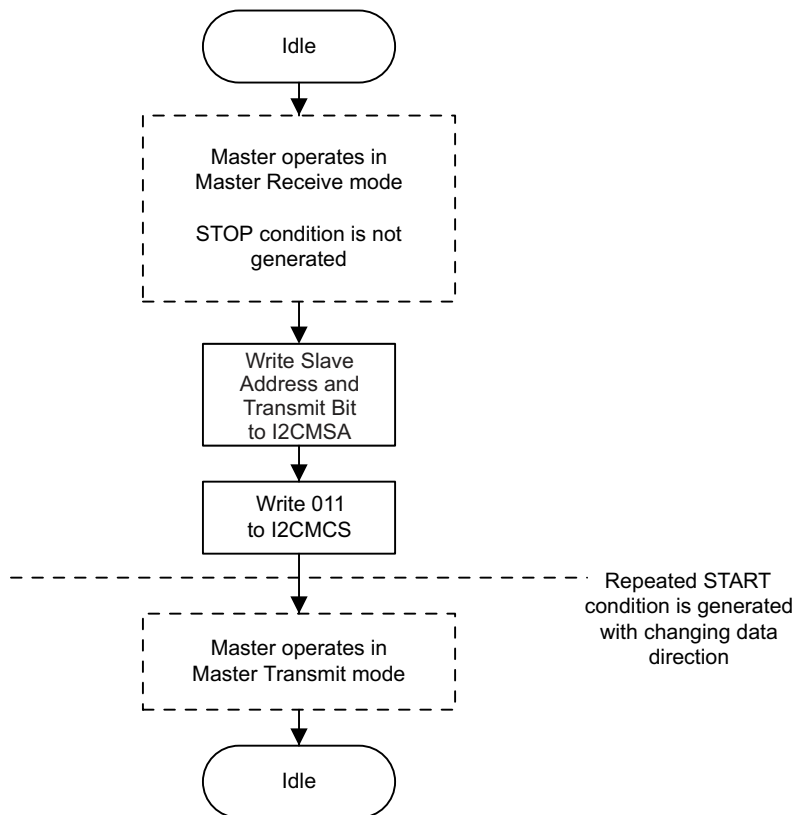 Idle
Master operates in
Master Receive mode
STOP condition is not
generated
Write Slave
Address and
Transmit Bit
to I2CMSA
Write 011
to I2CMCS
Repeated START
condition is generated
with changing data
direction
Master operates in
Master Transmit mode
Idle